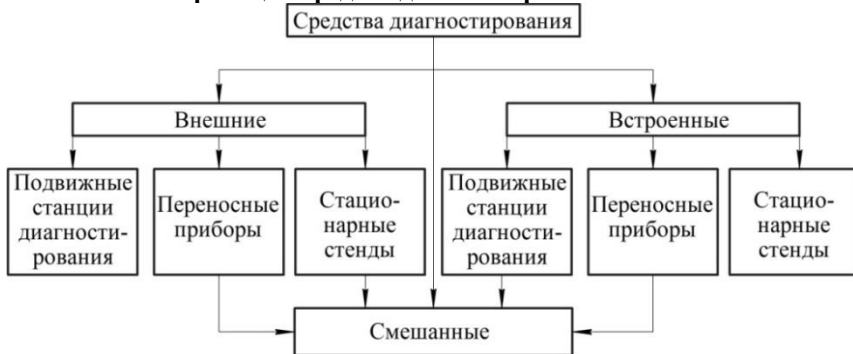 Средства диагностирования
Внешние
Встроенные
Подвижные
станции
диагности-
рования
Переносные
приборы
Стацио-
нарные
стенды
Подвижные
станции
диагности-
рования
Переносные
приборы
Стацио-
нарные
стенды
Смешанные